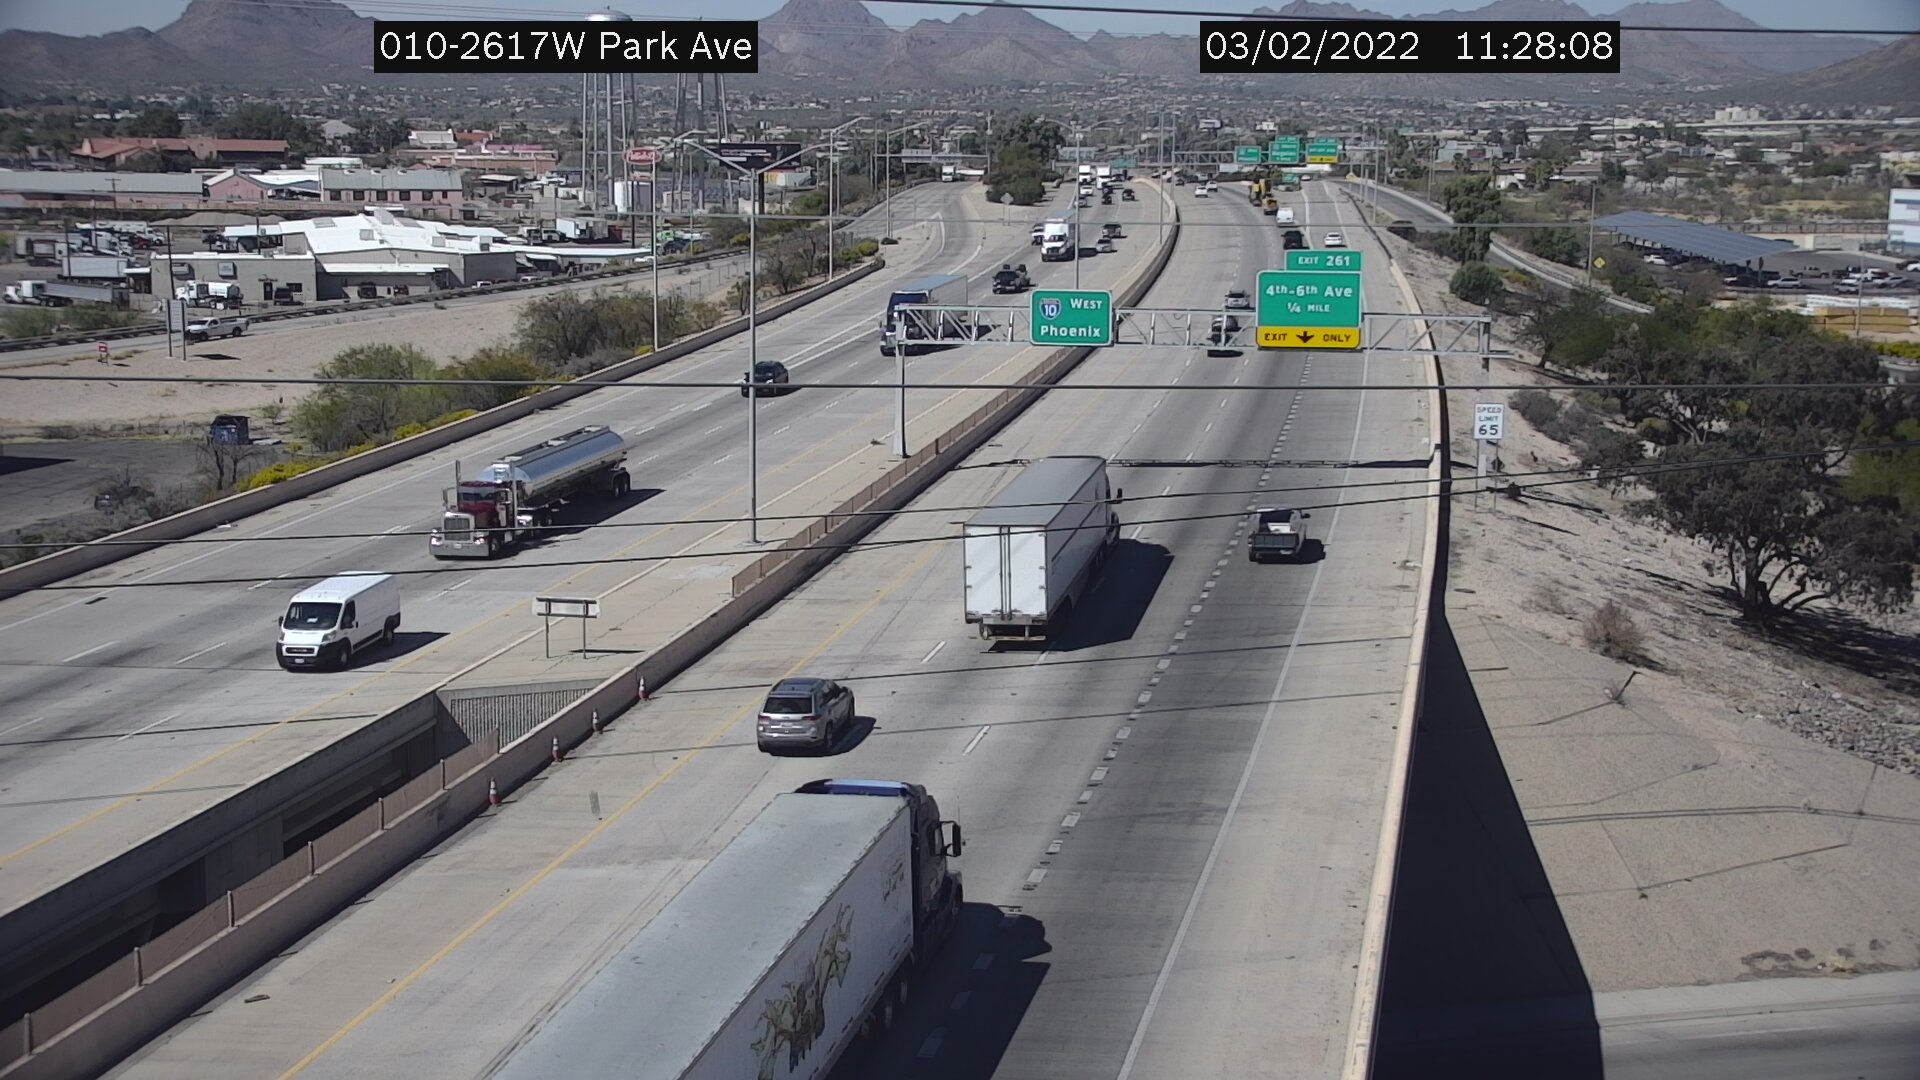 010-2617W Park Ave
03/02/2022 11:28:08
EXIT 261
4th-6th Ave
1/4 MILE
EXIT ONLY
10
WEST
Phoenix
SPEED
LIMIT
65